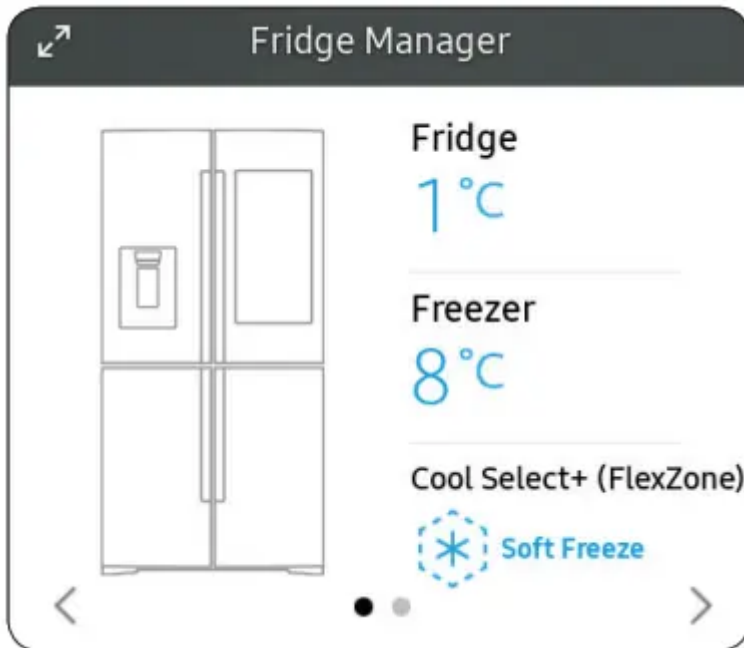 Fridge Manager
Fridge
1°C
Freezer
8°C
Cool Select+ (FlexZone)
Soft Freeze